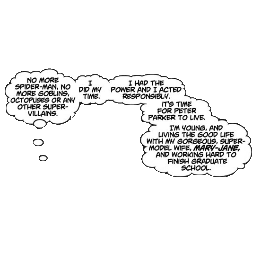 NO MORE
SPIDER-MAN. NO
MORE GOBLINS,
OCTOPUSES OR ANY
OTHER SUPER-
VILLAINS.
I
DID MY
TIME.
I HAD THE
POWER AND I ACTED
RESPONSIBLY.
IT'S TIME
FOR PETER
PARKER TO LIVE.
I'M YOUNG, AND
LIVING THE GOOD LIFE
WITH MY GORGEOUS, SUPER-
MODEL WIFE, MARY-JANE,
AND WORKING HARD TO
FINISH GRADUATE
SCHOOL.